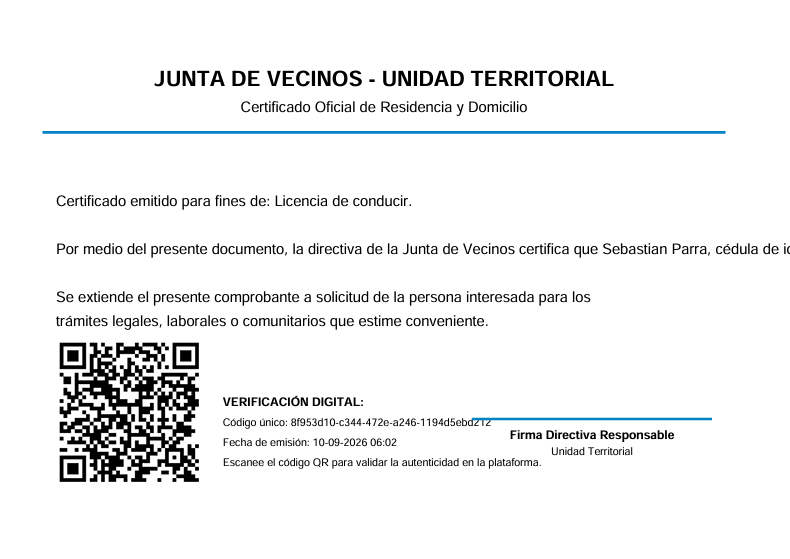 JUNTA DE VECINOS - UNIDAD TERRITORIAL
Certificado Oficial de Residencia y Domicilio
Certificado emitido para fines de: Licencia de conducir.
Por medio del presente documento, la directiva de la Junta de Vecinos certifica que Sebastian Parra, cédula de
Se extiende el presente comprobante a solicitud de la persona interesada para los
trámites legales, laborales o comunitarios que estime conveniente.
VERIFICACIÓN DIGITAL:
Código único: 8f953d10-c344-472e-a246-1194d5ebd212
Fecha de emisión: 10-09-2026 06:02
Escanee el código QR para validar la autenticidad en la plataforma.
Firma Directiva Responsable
Unidad Territorial